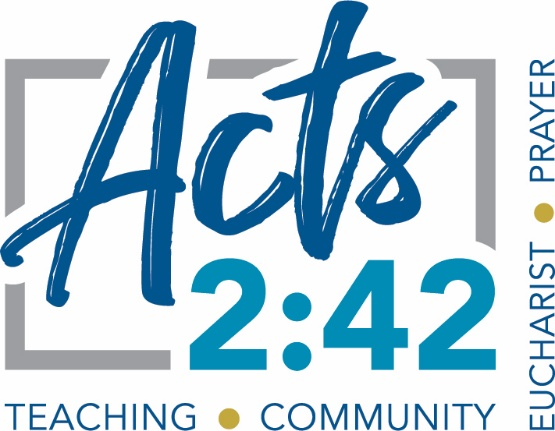 Acts
2:42
TEACHING • COMMUNITY
EUCHARIST • PRAYER